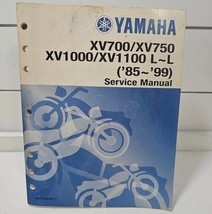 YAMAHA
XV700/XV750
XV1000/XV1100 L~L
('85~'99)
Service Manual